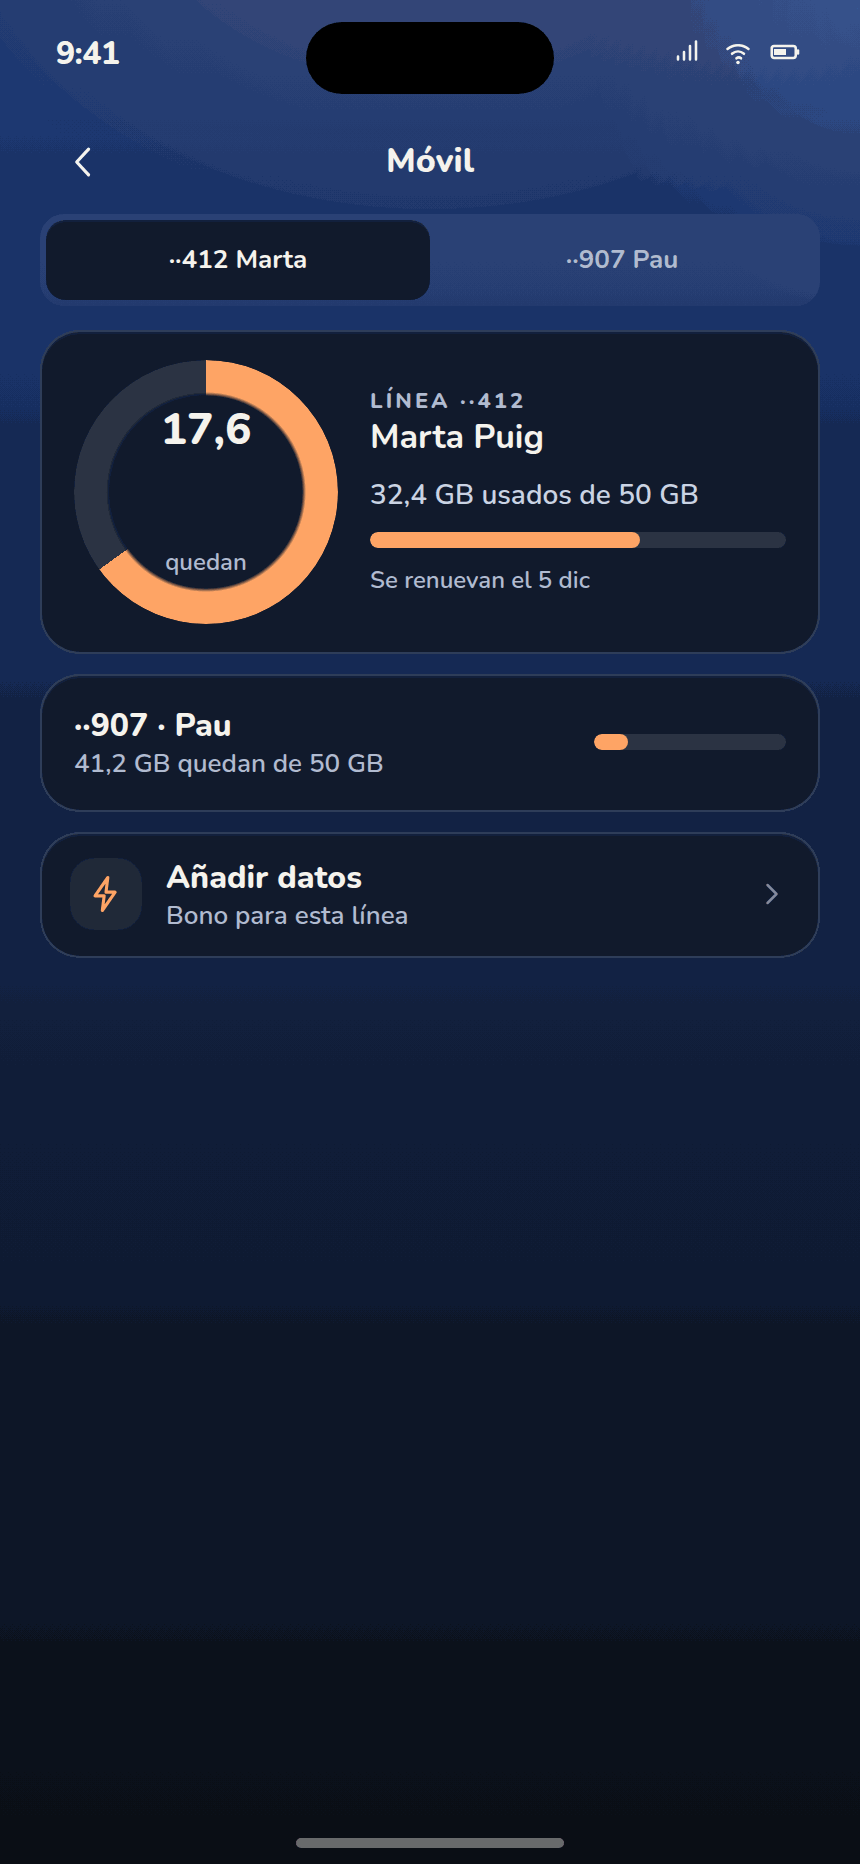 9:41
Móvil
··412 Marta
··907 Pau
17,6
quedan
LÍNEA ··412
Marta Puig
32,4 GB usados de 50 GB
Se renuevan el 5 dic
··907 · Pau
41,2 GB quedan de 50 GB
Añadir datos
Bono para esta línea